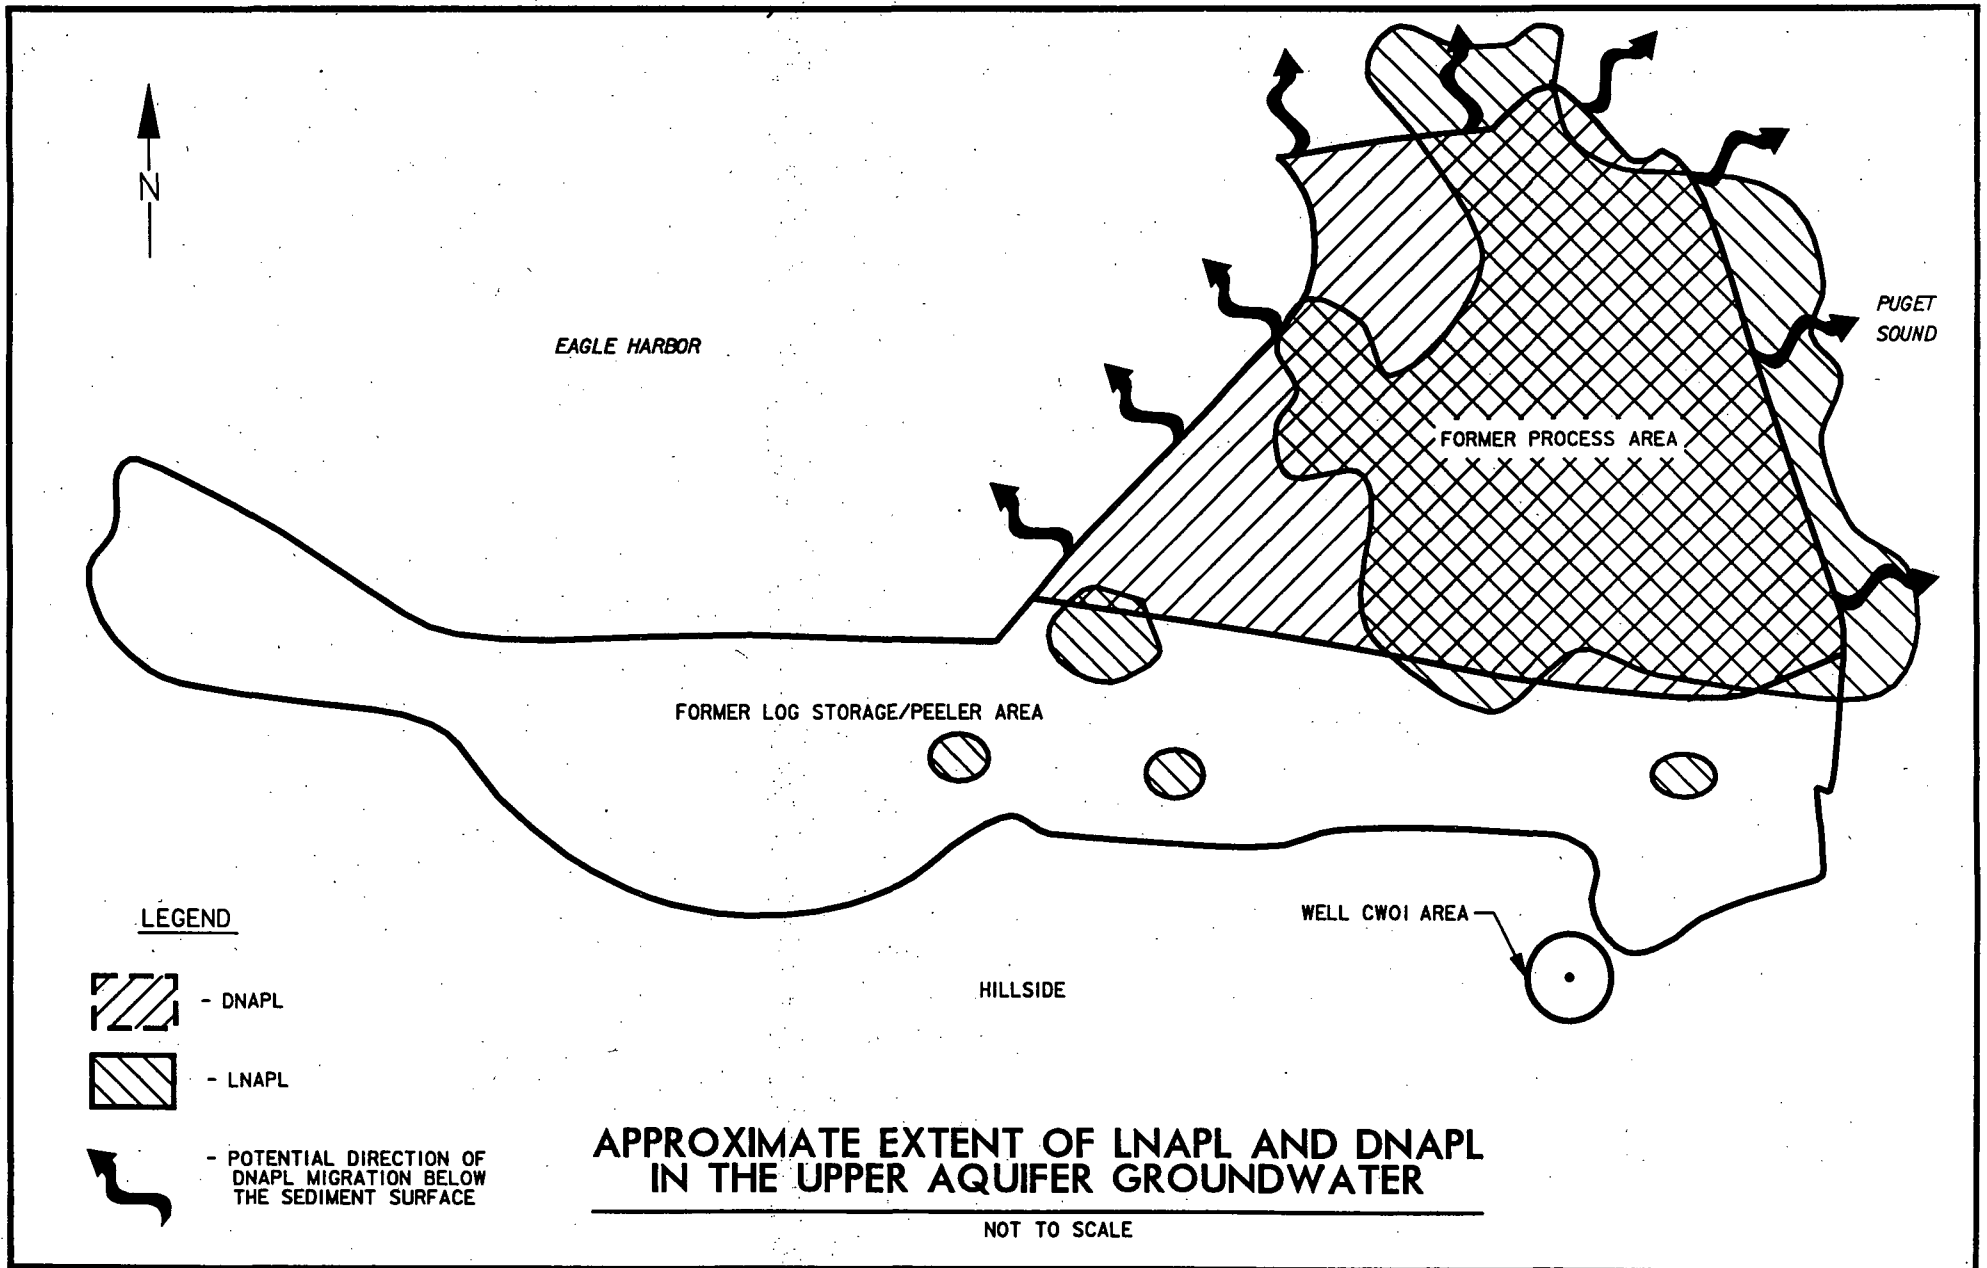 N
EAGLE HARBOR
PUGET
SOUND
FORMER PROCESS AREA
FORMER LOG STORAGE/PEELER AREA
WELL CW01 AREA
HILLSIDE
LEGEND
- DNAPL
- LNAPL
- POTENTIAL DIRECTION OF
DNAPL MIGRATION BELOW
THE SEDIMENT SURFACE
APPROXIMATE EXTENT OF LNAPL AND DNAPL
IN THE UPPER AQUIFER GROUNDWATER
NOT TO SCALE